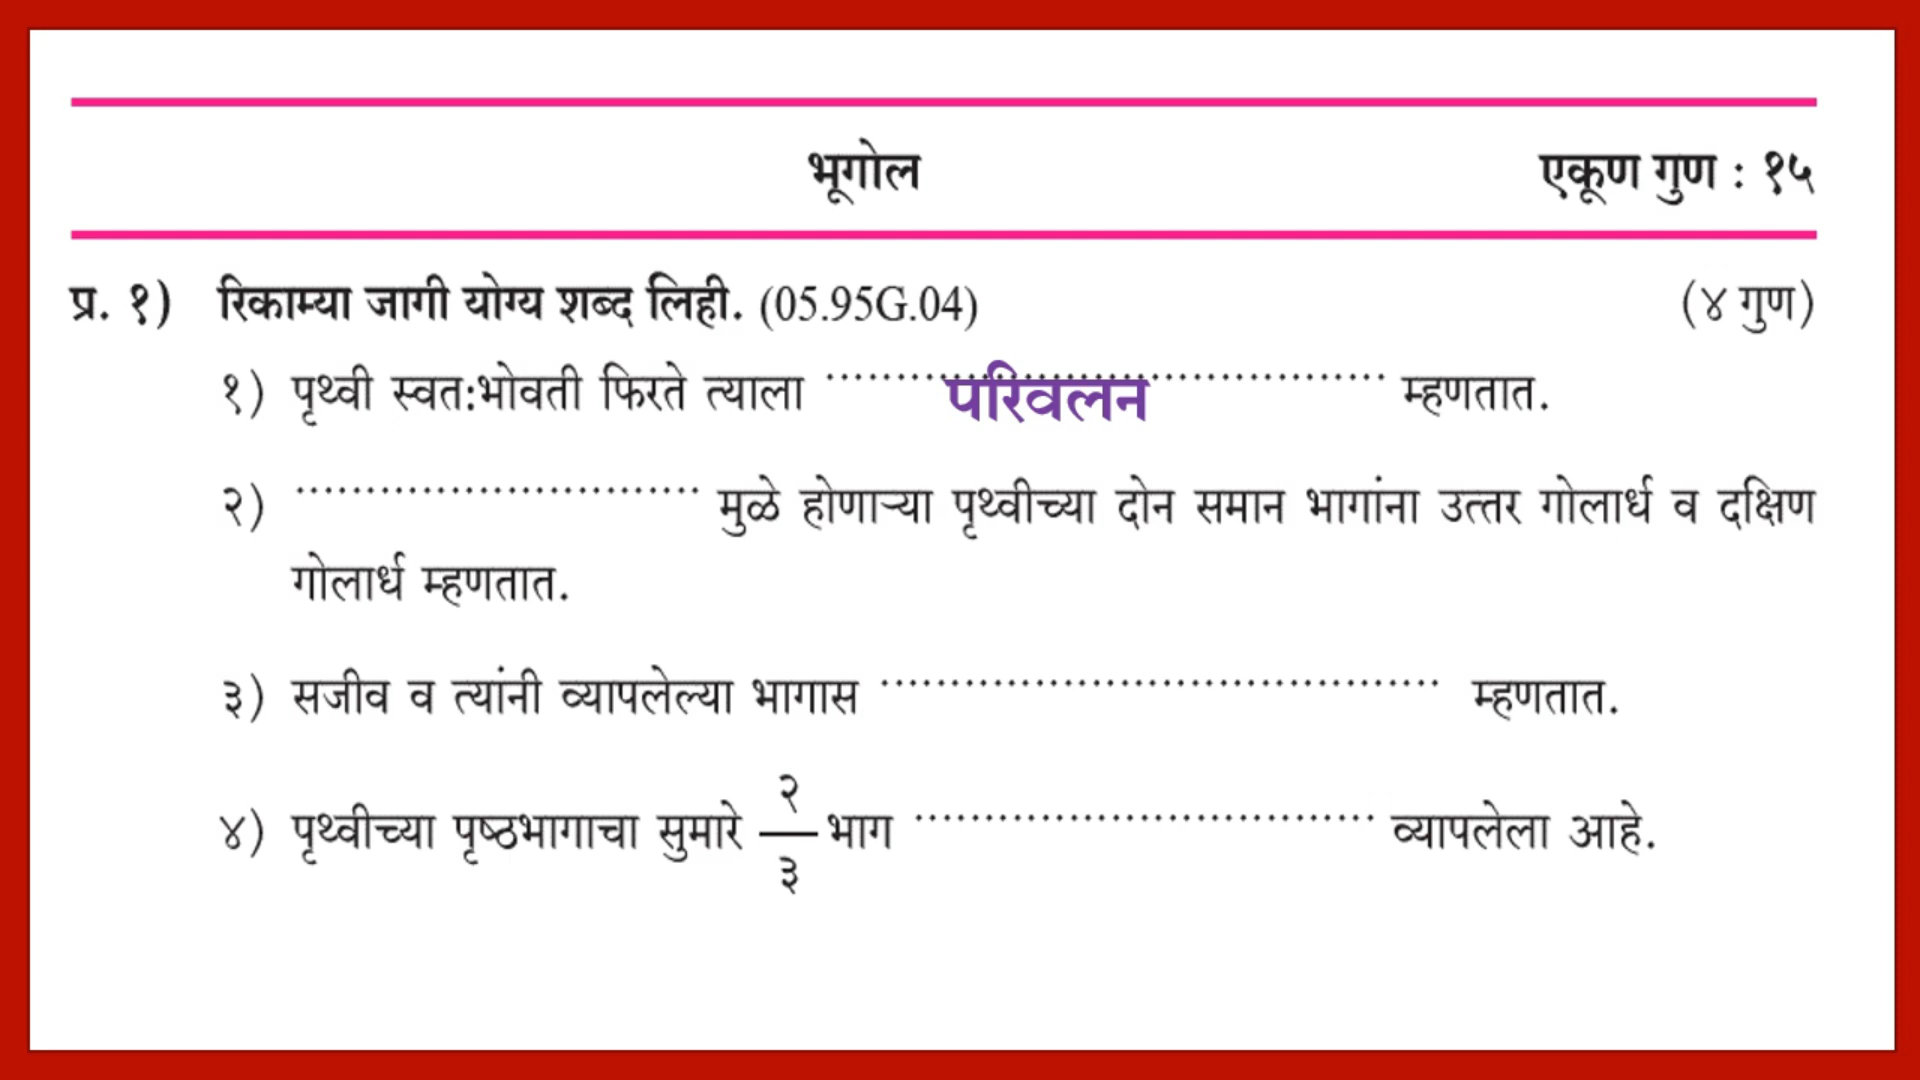 भूगोल एकूण गुण : १५
प्र. १) रिकाम्या जागी योग्य शब्द लिही. (05.95G.04) (४ गुण)
१) पृथ्वी स्वत:भोवती फिरते त्याला परिवलन म्हणतात.
२) .............................. मुळे होणाऱ्या पृथ्वीच्या दोन समान भागांना उत्तर गोलार्ध व दक्षिण
गोलार्ध म्हणतात.
३) सजीव व त्यांनी व्यापलेल्या भागास .............................. म्हणतात.
४) पृथ्वीच्या पृष्ठभागाचा सुमारे २/३ भाग .............................. व्यापलेला आहे.